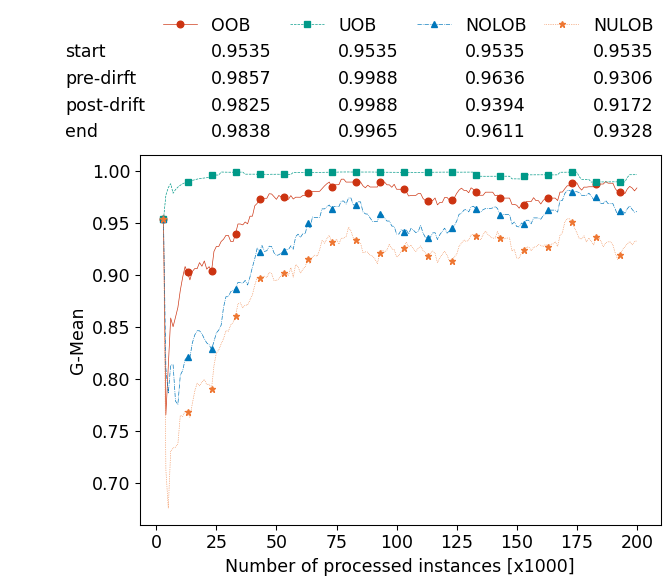 OOB UOB NOLOB NULOB
start 0.9535 0.9535 0.9535 0.9535
pre-dirft 0.9857 0.9988 0.9636 0.9306
post-drift 0.9825 0.9988 0.9394 0.9172
end 0.9838 0.9965 0.9611 0.9328
1.00
0.95
0.90
0.85
0.80
0.75
0.70
G-Mean
0 25 50 75 100 125 150 175 200
Number of processed instances [x1000]